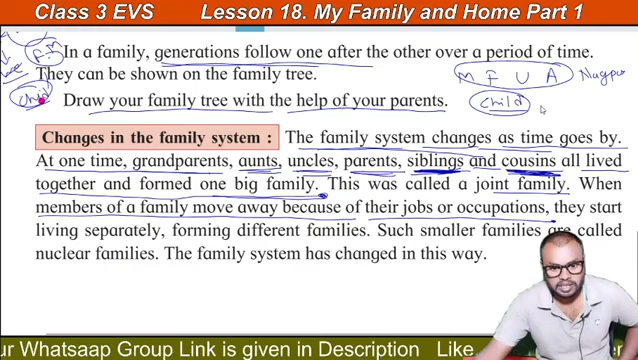 Class 3 EVS Lesson 18. My Family and Home Part 1
In a family, generations follow one after the other over a period of time.
They can be shown on the family tree.
M F U A
Draw your family tree with the help of your parents.
Child
Changes in the family system : The family system changes as time goes by.
At one time, grandparents, aunts, uncles, parents, siblings and cousins all lived
together and formed one big family. This was called a joint family. When
members of a family move away because of their jobs or occupations, they start
living separately, forming different families. Such smaller families are called
nuclear families. The family system has changed in this way.
ur Whatsaap Group Link is given in Description Like